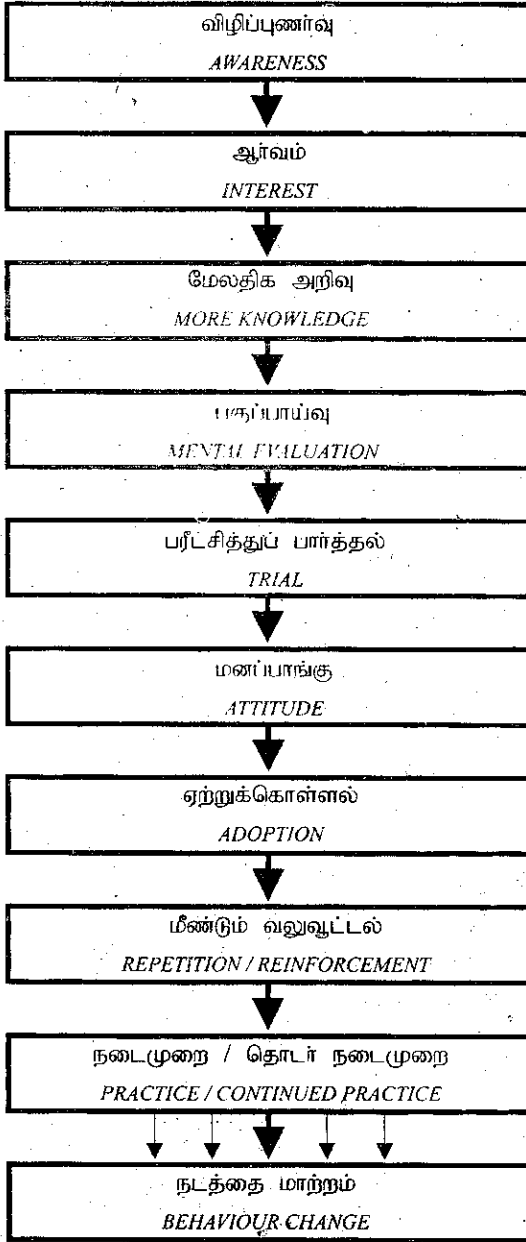 விழிப்புணர்வு
AWARENESS
ஆர்வம்
INTEREST
மேலதிக அறிவு
MORE KNOWLEDGE
பகுப்பாய்வு
MENTAL EVALUATION
பரீட்சித்துப் பார்த்தல்
TRIAL
மனப்பாங்கு
ATTITUDE
ஏற்றுக்கொள்ளல்
ADOPTION
மீண்டும் வலுவூட்டல்
REPETITION / REINFORCEMENT
நடைமுறை / தொடர் நடைமுறை
PRACTICE / CONTINUED PRACTICE
நடத்தை மாற்றம்
BEHAVIOUR CHANGE